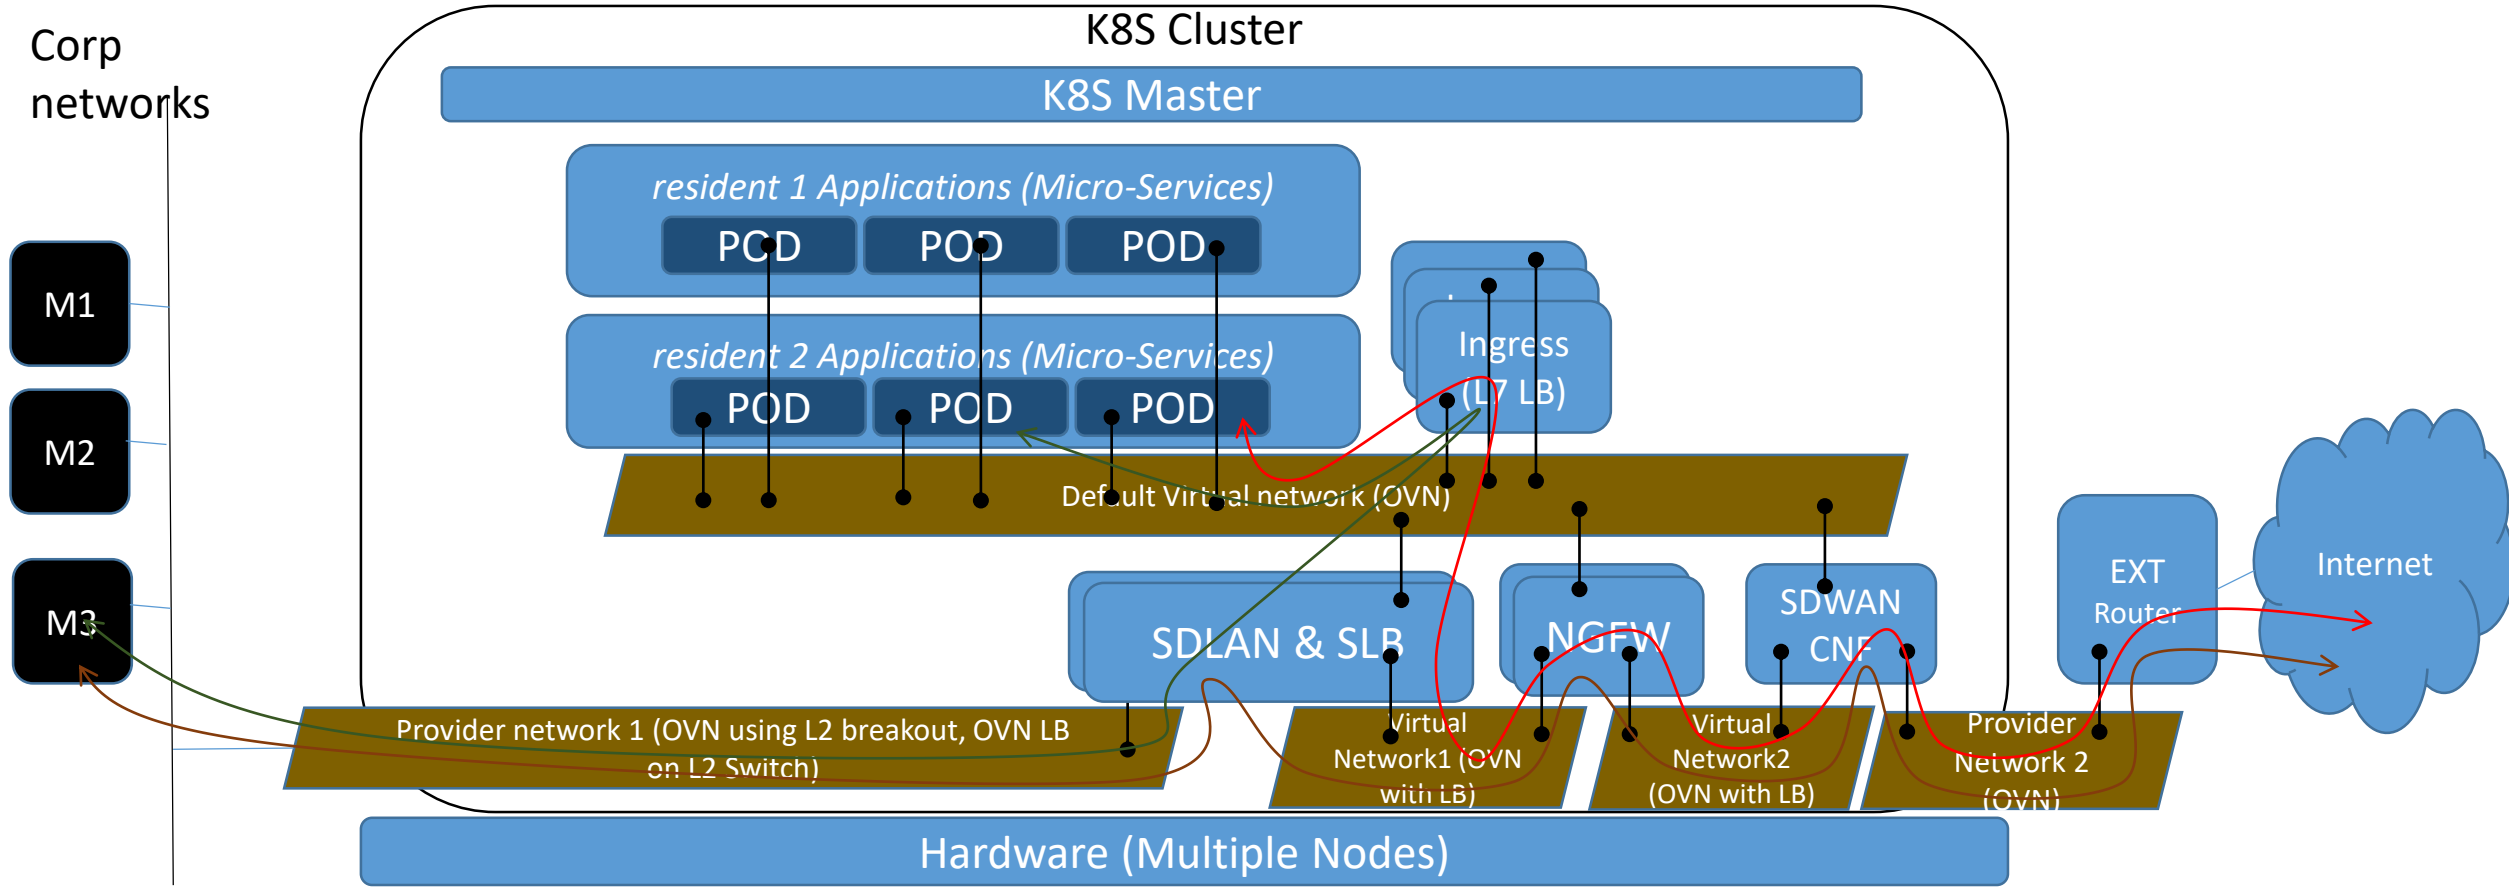 K8S Cluster
Corp
networks
K8S Master
resident 1 Applications (Micro-Services)
POD
POD
POD
M1
resident 2 Applications (Micro-Services)
Ingress
(L7 LB)
POD
POD
POD
M2
Default Virtual network (OVN)
M3
SDLAN & SLB
NGFW
SDWAN
CNF
EXT
Router
Internet
Provider network 1 (OVN using L2 breakout, OVN LB
on L2 Switch)
Virtual
Network1 (OVN
with LB)
Virtual
Network2
(OVN with LB)
Provider
Network 2
(OVN)
Hardware (Multiple Nodes)